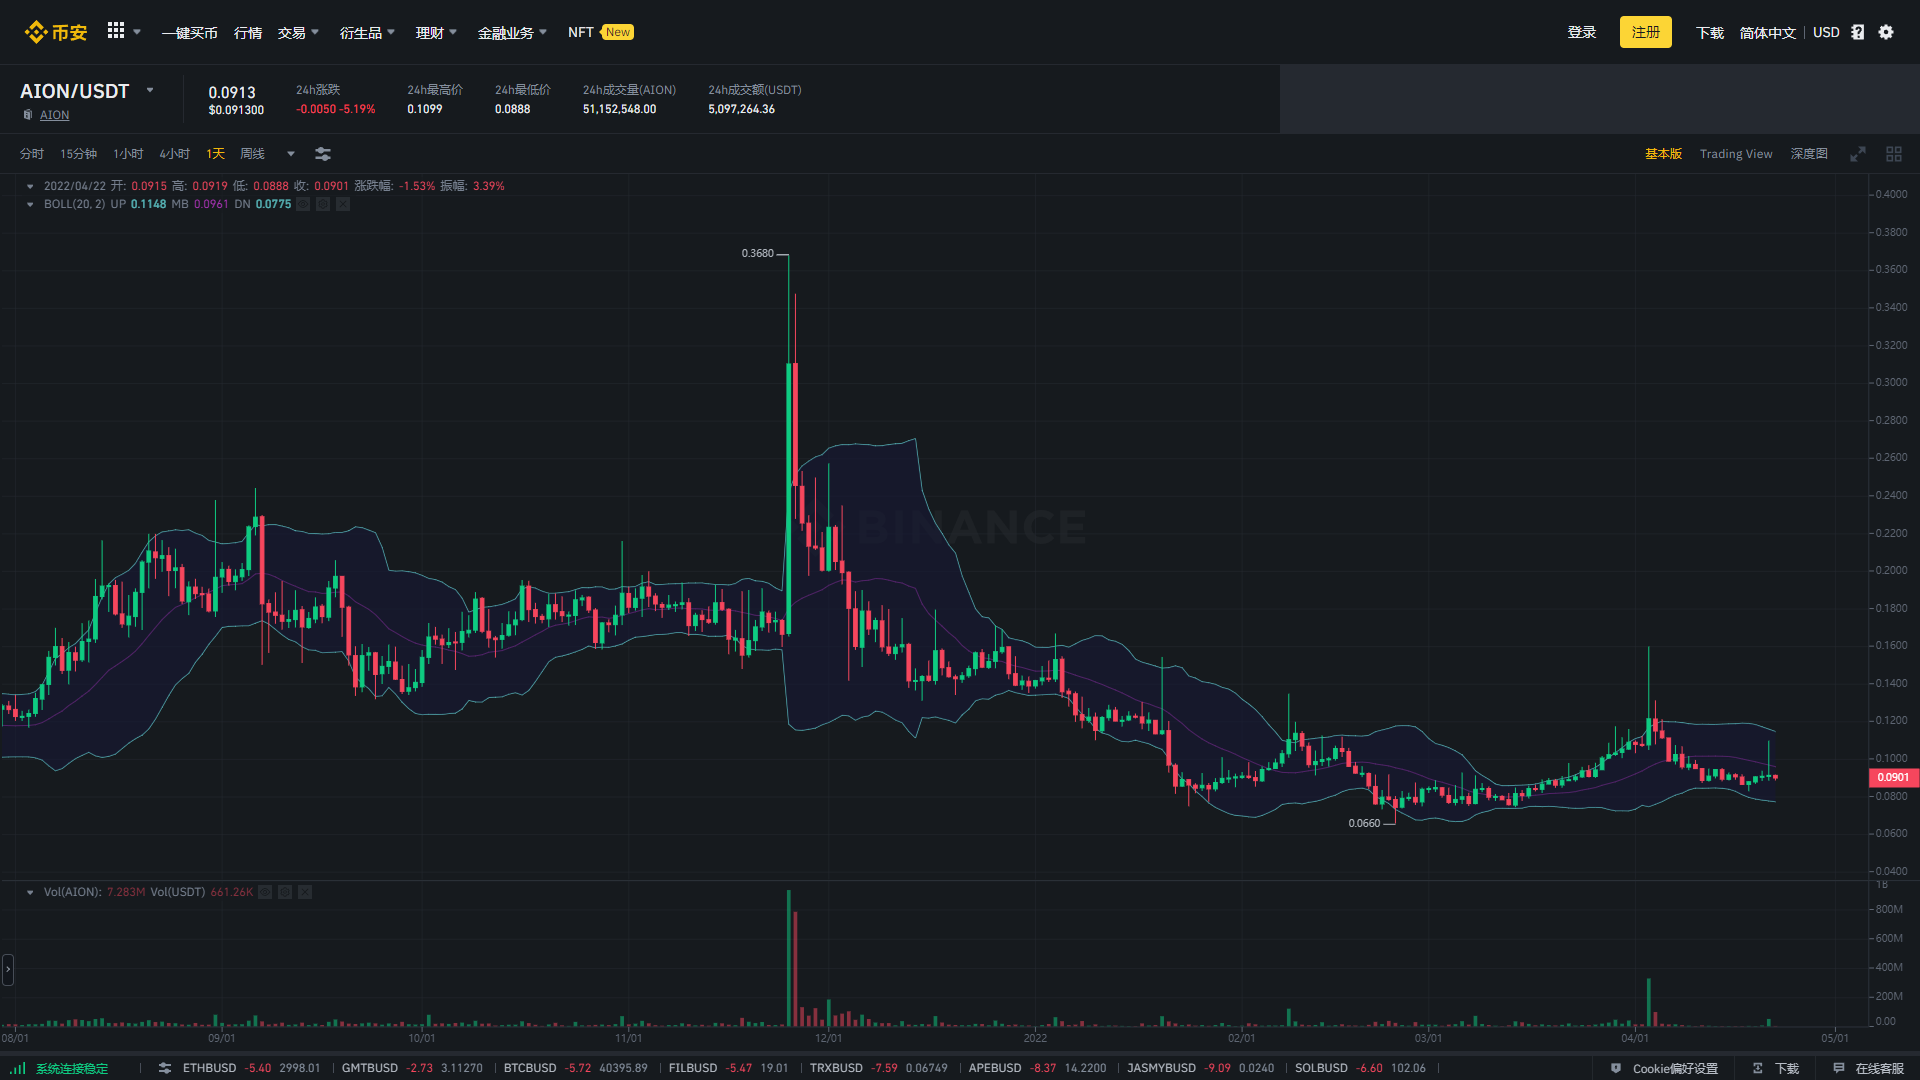 币安 一键买币 行情 交易 衍生品 理财 金融业务 NFT New 登录 注册 下载 简体中文 USD
AION/USDT
AION
0.0913
$0.091300
24h涨跌
-0.0050 -5.19%
24h最高价
0.1099
24h最低价
0.0888
24h成交量(AION)
51,152,548.00
24h成交额(USDT)
5,097,264.36
分时 15分钟 1小时 4小时 1天 周线 基本版 Trading View 深度图
2022/04/22 开: 0.0915 高: 0.0919 低: 0.0888 收: 0.0901 涨跌幅: -1.53% 振幅: 3.39%
BOLL(20, 2) UP 0.1148 MB 0.0961 DN 0.0775
0.4000
0.3800
0.3680
0.3600
0.3400
0.3200
0.3000
0.2800
0.2600
0.2400
BINANCE
0.2200
0.2000
0.1800
0.1600
0.1400
0.1200
0.1000
0.0901
0.0800
0.0660
0.0600
0.0400
Vol(AION): 7.283M Vol(USDT) 661.26K
1B
800M
600M
400M
200M
0.00
08/01 09/01 10/01 11/01 12/01 2022 02/01 03/01 04/01 05/01
系统连接稳定 ETHBUSD -5.40 2998.01 GMTBUSD -2.73 3.11270 BTCBUSD -5.72 40395.89 FILBUSD -5.47 19.01 TRXBUSD -7.59 0.06749 APEBUSD -8.37 14.2200 JASMYBUSD -9.09 0.0240 SOLBUSD -6.60 102.06 Cookie偏好设置 下载 在线客服